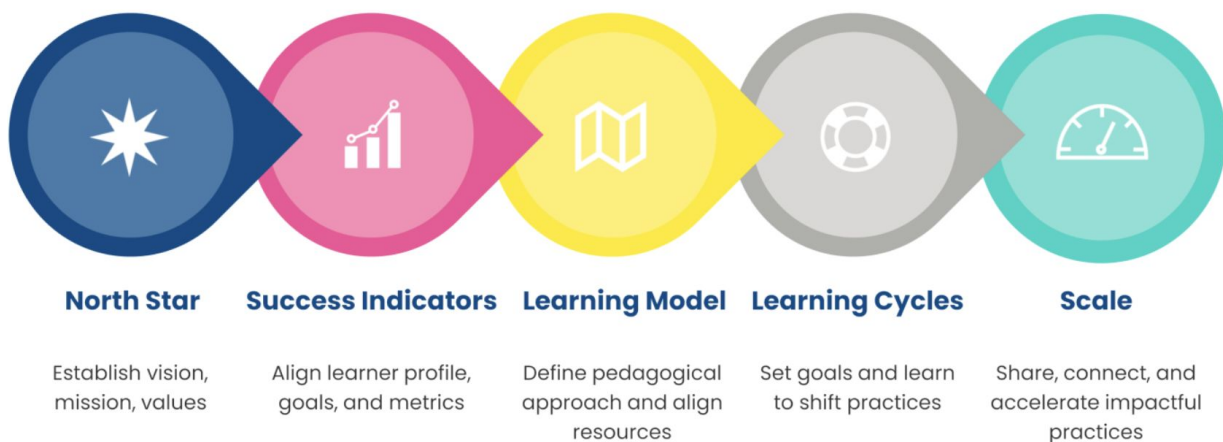 North Star
Success Indicators
Learning Model
Learning Cycles
Scale
Establish vision,
mission, values
Align learner profile,
goals, and metrics
Define pedagogical
approach and align
resources
Set goals and learn
to shift practices
Share, connect, and
accelerate impactful
practices